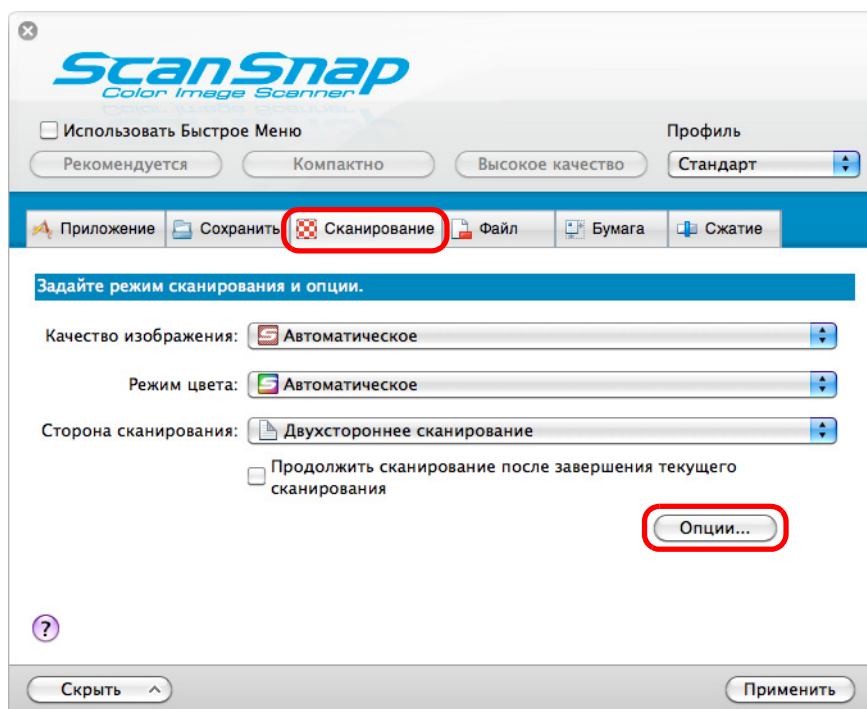 ScanSnap
Color Image Scanner
Использовать Быстрое Меню
Профиль
Рекомендуется Компактно Высокое качество Стандарт
Приложение Сохранить Сканирование Файл Бумага Сжатие
Задайте режим сканирования и опции.
Качество изображения: Автоматическое
Режим цвета: Автоматическое
Сторона сканирования: Двухстороннее сканирование
Продолжить сканирование после завершения текущего
сканирования
Опции...
?
Скрыть Применить